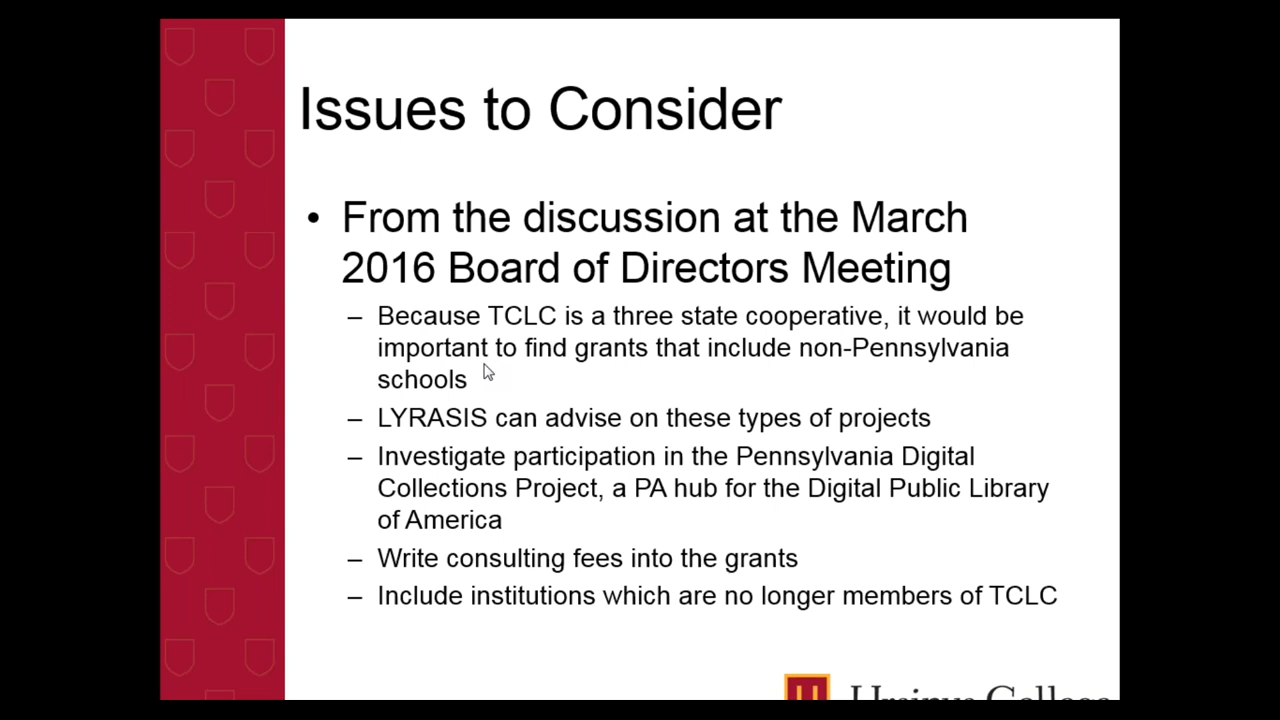 Issues to Consider
• From the discussion at the March
2016 Board of Directors Meeting
– Because TCLC is a three state cooperative, it would be
important to find grants that include non-Pennsylvania
schools
– LYRASIS can advise on these types of projects
– Investigate participation in the Pennsylvania Digital
Collections Project, a PA hub for the Digital Public Library
of America
– Write consulting fees into the grants
– Include institutions which are no longer members of TCLC
Ursinus College